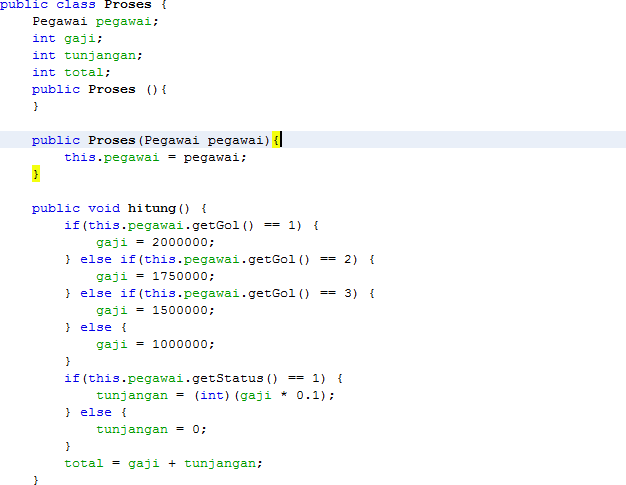 public class Proses {
    Pegawai pegawai;
    int gaji;
    int tunjangan;
    int total;
    public Proses (){
    }

    public Proses(Pegawai pegawai){
        this.pegawai = pegawai;
    }

    public void hitung() {
        if(this.pegawai.getGol() == 1) {
            gaji = 2000000;
        } else if(this.pegawai.getGol() == 2) {
            gaji = 1750000;
        } else if(this.pegawai.getGol() == 3) {
            gaji = 1500000;
        } else {
            gaji = 1000000;
        }
        if(this.pegawai.getStatus() == 1) {
            tunjangan = (int)(gaji * 0.1);
        } else {
            tunjangan = 0;
        }
        total = gaji + tunjangan;
    }